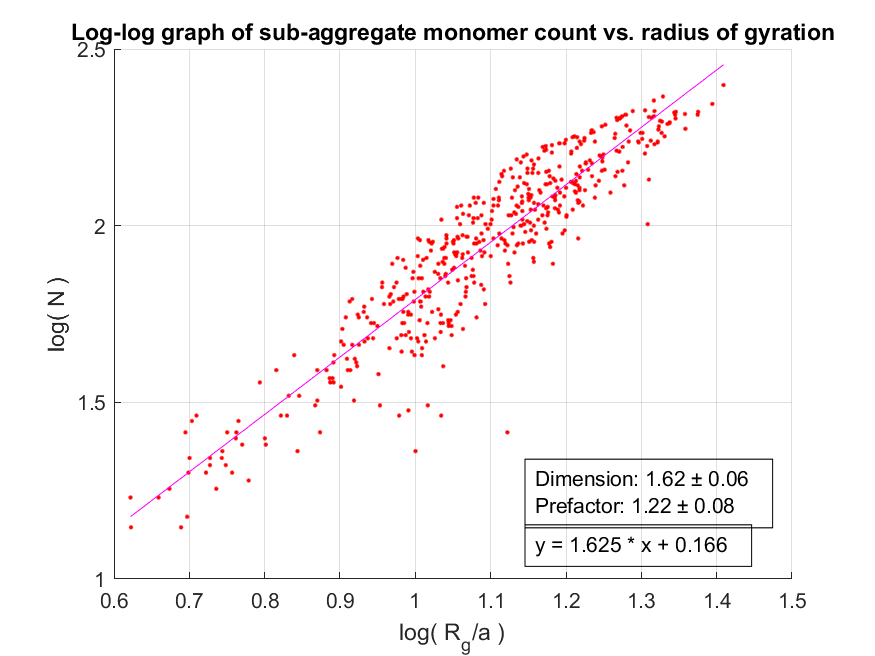 Log-log graph of sub-aggregate monomer count vs. radius of gyration
2.5
2
1.5
1
log( N )
Dimension: 1.62 ± 0.06
Prefactor: 1.22 ± 0.08
y = 1.625 * x + 0.166
0.6 0.7 0.8 0.9 1 1.1 1.2 1.3 1.4 1.5
log( R_g/a )